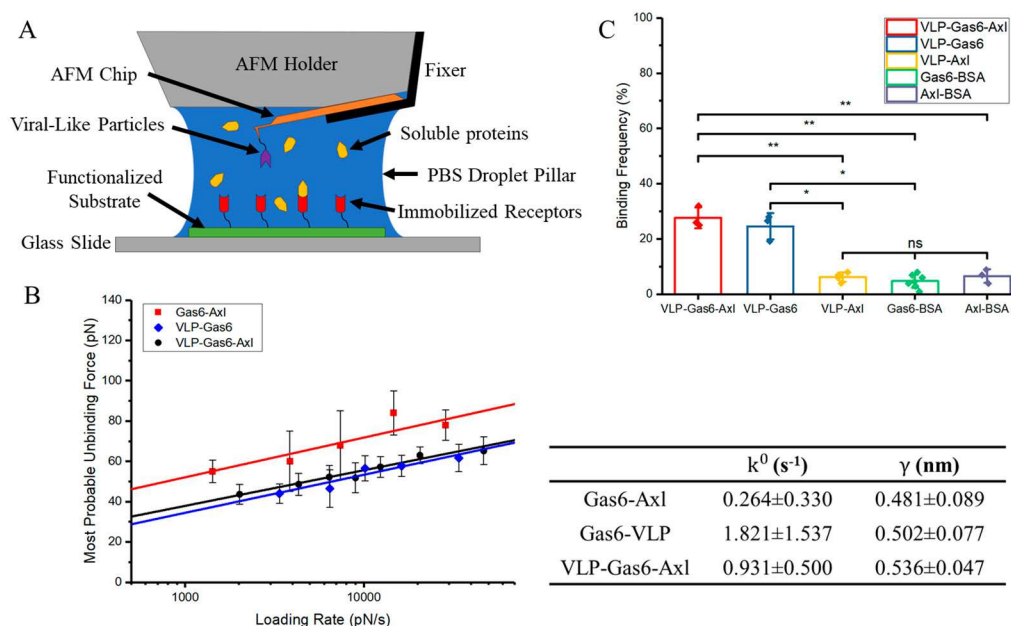 A
AFM Holder
AFM Chip
Fixer
Viral-Like Particles
Soluble proteins
Functionalized
Substrate
PBS Droplet Pillar
Immobilized Receptors
Glass Slide
B
Most Probable Unbinding Force (pN)
140
120
100
80
60
40
20
0
Gas6-Axl
VLP-Gas6
VLP-Gas6-Axl
1000
10000
Loading Rate (pN/s)
C
Binding Frequency (%)
100
80
60
40
20
0
VLP-Gas6-Axl
VLP-Gas6
VLP-Axl
Gas6-BSA
Axl-BSA
**
**
**
*
*
ns
VLP-Gas6-Axl VLP-Gas6 VLP-Axl Gas6-BSA Axl-BSA
k⁰ (s⁻¹) γ (nm)
Gas6-Axl 0.264±0.330 0.481±0.089
Gas6-VLP 1.821±1.537 0.502±0.077
VLP-Gas6-Axl 0.931±0.500 0.536±0.047